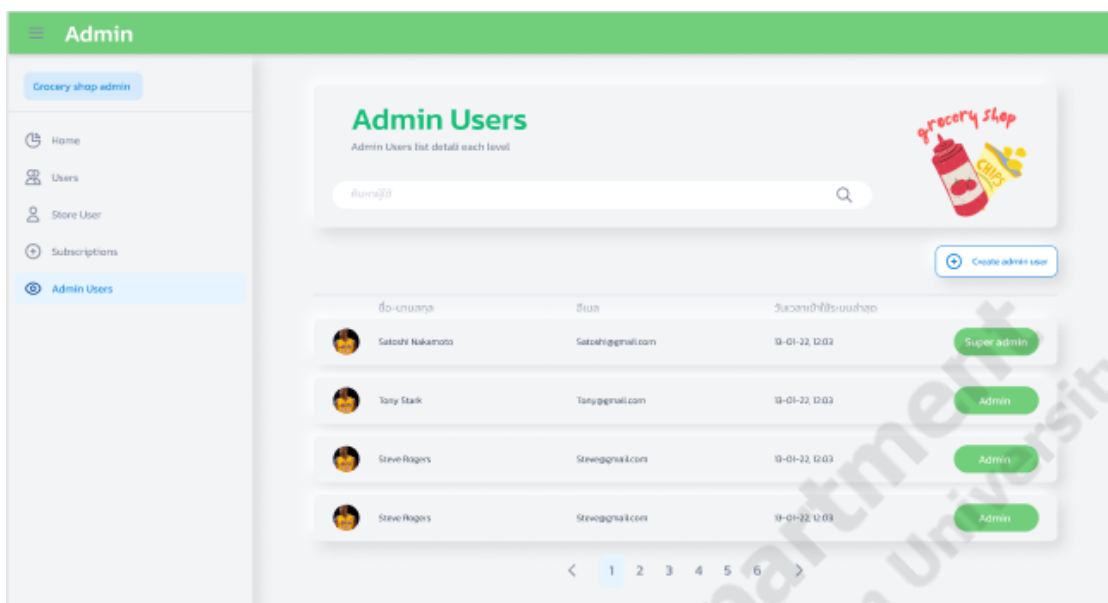 Admin
Grocery shop admin
Home
Users
Store User
Subscriptions
Admin Users
Admin Users
Admin Users list detali each level
ค้นหาผู้ใช้
grocery shop
CHIPS
Create admin user
ชื่อ-นามสกุล อีเมล วันเวลาเข้าใช้ระบบล่าสุด
Satoshi Nakamoto Satoshi@gmail.com 13-01-22, 12:03 Super admin
Tony Stark Tony@gmail.com 13-01-22, 12:03 Admin
Steve Rogers Steve@gmail.com 13-01-22, 12:03 Admin
Steve Rogers Steve@gmail.com 13-01-22, 12:03 Admin
< 1 2 3 4 5 6 >